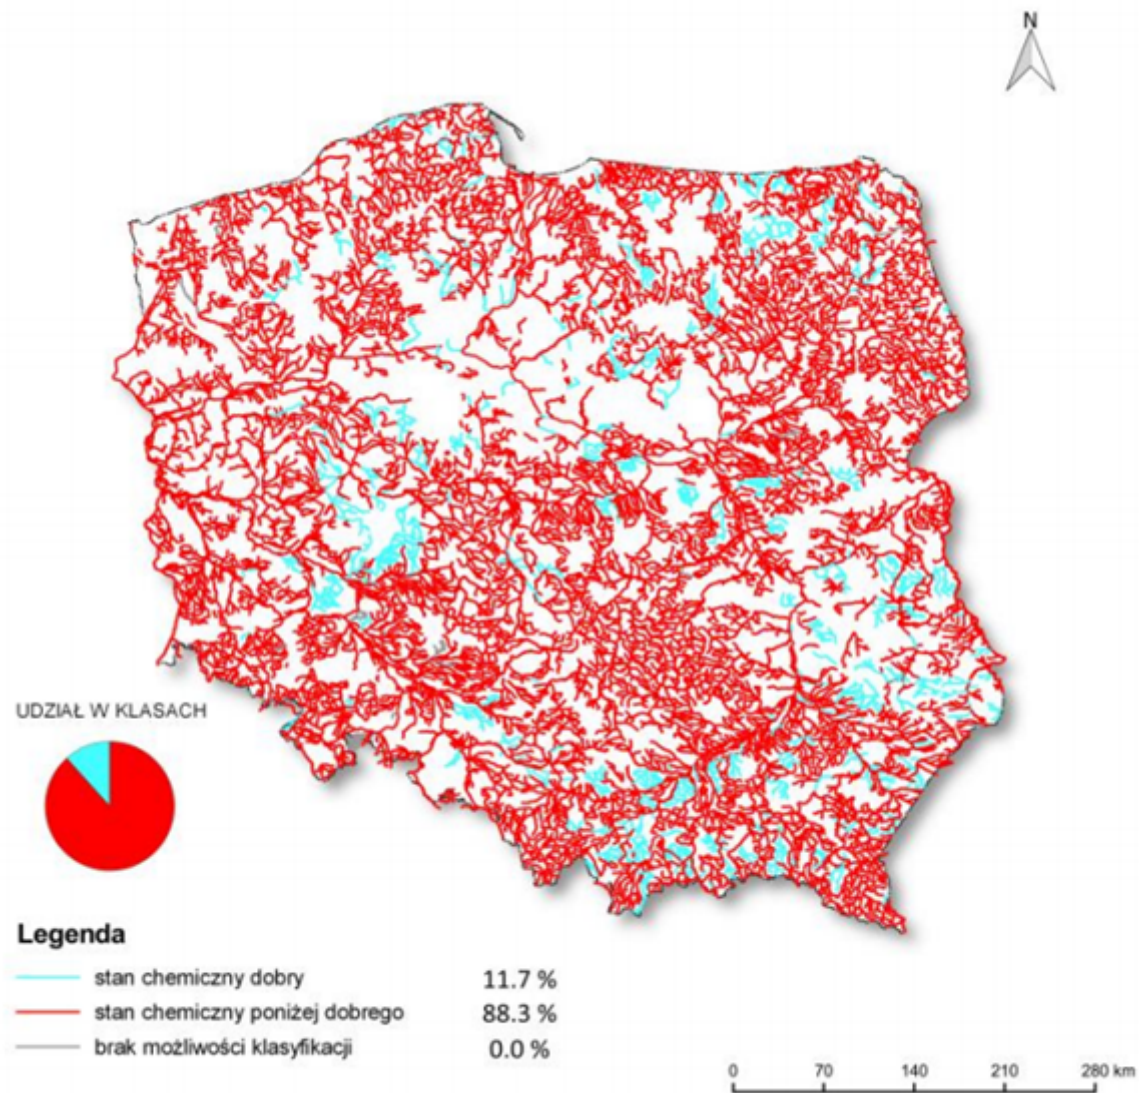 N
UDZIAŁ W KLASACH
Legenda
stan chemiczny dobry 11.7 %
stan chemiczny poniżej dobrego 88.3 %
brak możliwości klasyfikacji 0.0 %
0 70 140 210 280 km